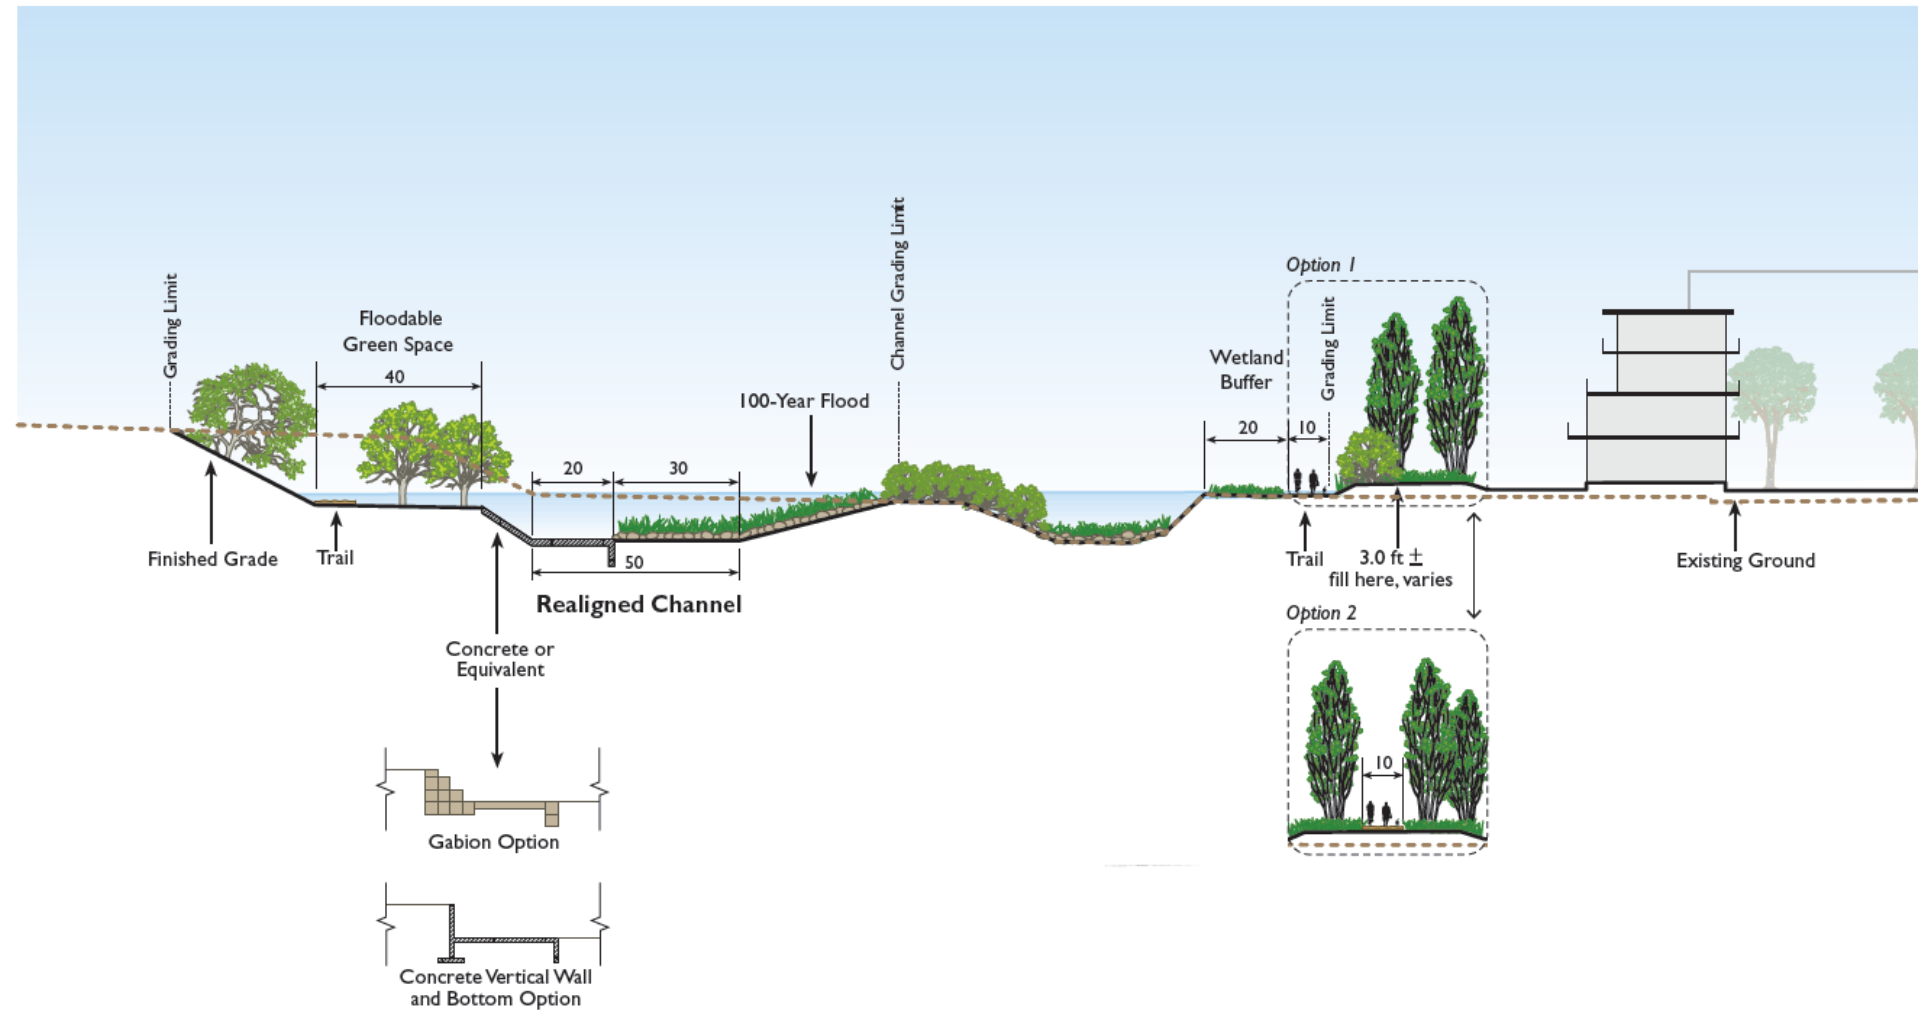 Grading Limit
Floodable
Green Space
40
Channel Grading Limit
100-Year Flood
20
30
50
Finished Grade
Trail
Realigned Channel
Concrete or
Equivalent
Gabion Option
Concrete Vertical Wall
and Bottom Option
Wetland
Buffer
20
Option 1
Grading Limit
10
Trail
3.0 ft ±
fill here, varies
Existing Ground
Option 2
10